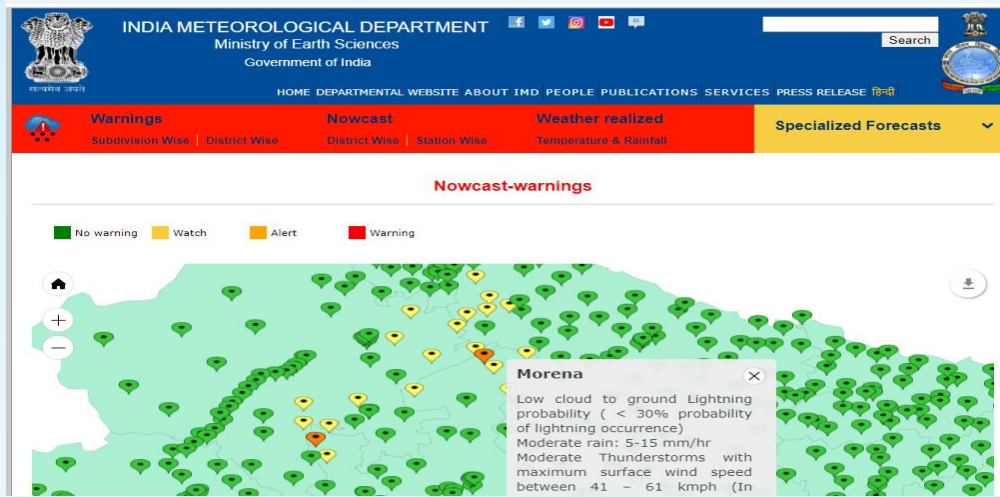 INDIA METEOROLOGICAL DEPARTMENT
Ministry of Earth Sciences
Government of India
Search
सत्यमेव जयते
HOME DEPARTMENTAL WEBSITE ABOUT IMD PEOPLE PUBLICATIONS SERVICES PRESS RELEASE हिन्दी
Warnings Nowcast Weather realized Specialized Forecasts
Subdivision Wise | District Wise District Wise | Station Wise Temperature & Rainfall
Nowcast-warnings
No warning Watch Alert Warning
Morena
Low cloud to ground Lightning
probability ( < 30% probability
of lightning occurrence)
Moderate rain: 5-15 mm/hr
Moderate Thunderstorms with
maximum surface wind speed
between 41 – 61 kmph (In